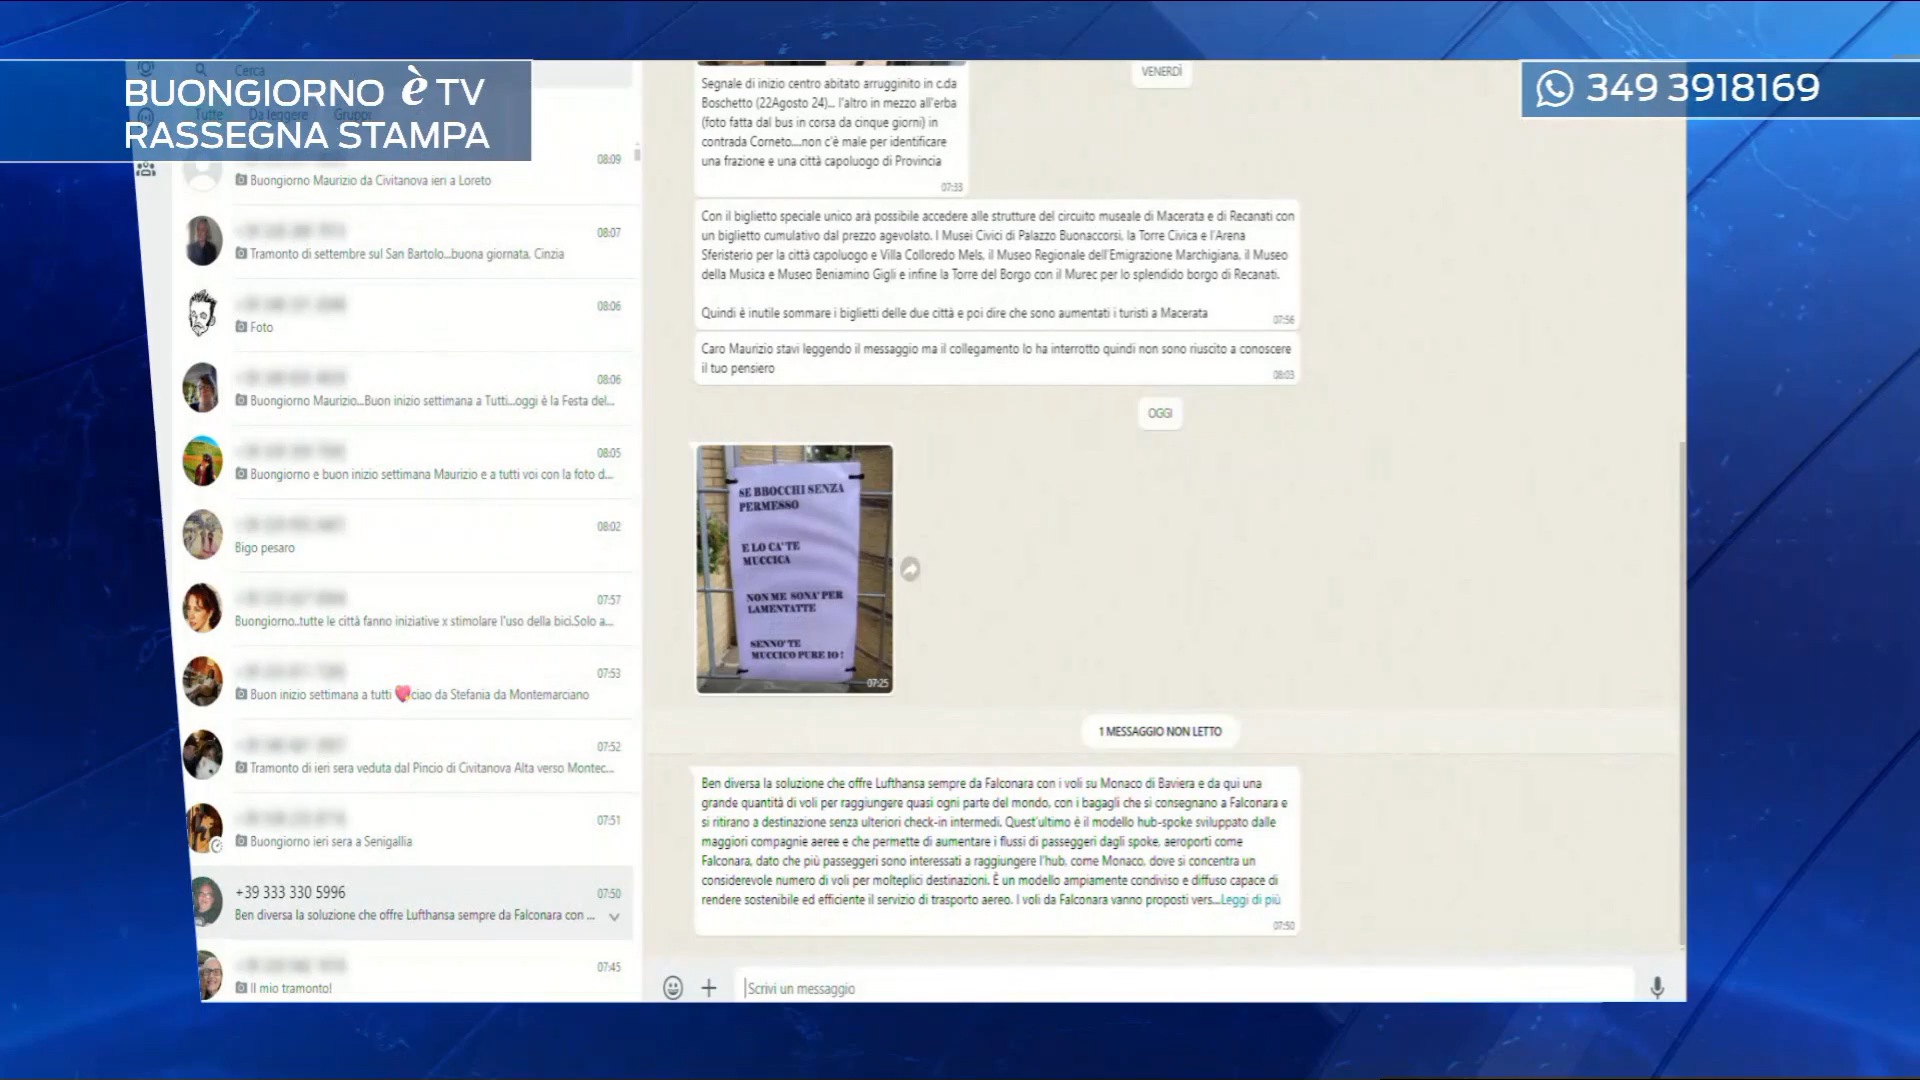 BUONGIORNO è TV
RASSEGNA STAMPA
349 3918169
Cerca
Tutte Da leggere Gruppi
08:09
Buongiorno Maurizio da Civitanova ieri a Loreto
08:07
Tramonto di settembre sul San Bartolo...buona giornata, Cinzia
08:06
Foto
08:06
Buongiorno Maurizio...Buon inizio settimana a Tutti...oggi è la Festa del...
08:05
Buongiorno e buon inizio settimana Maurizio e a tutti voi con la foto d...
08:02
Bigo pesaro
07:57
Buongiorno..tutte le città fanno iniziative x stimolare l'uso della bici.Solo a...
07:53
Buon inizio settimana a tutti 💖ciao da Stefania da Montemarciano
07:52
Tramonto di ieri sera veduta dal Pincio di Civitanova Alta verso Montec...
07:51
Buongiorno ieri sera a Senigallia
+39 333 330 5996
07:50
Ben diversa la soluzione che offre Lufthansa sempre da Falconara con ...
07:45
Il mio tramonto!
VENERDÌ
Segnale di inizio centro abitato arrugginito in c.da
Boschetto (22Agosto 24)... l'altro in mezzo all'erba
(foto fatta dal bus in corsa da cinque giorni) in
contrada Corneto....non c'è male per identificare
una frazione e una città capoluogo di Provincia
07:33
Con il biglietto speciale unico arà possibile accedere alle strutture del circuito museale di Macerata e di Recanati con
un biglietto cumulativo dal prezzo agevolato. I Musei Civici di Palazzo Buonaccorsi, la Torre Civica e l'Arena
Sferisterio per la città capoluogo e Villa Colloredo Mels, il Museo Regionale dell'Emigrazione Marchigiana, il Museo
della Musica e Museo Beniamino Gigli e infine la Torre del Borgo con il Murec per lo splendido borgo di Recanati.
Quindi è inutile sommare i biglietti delle due città e poi dire che sono aumentati i turisti a Macerata
07:56
Caro Maurizio stavi leggendo il messaggio ma il collegamento lo ha interrotto quindi non sono riuscito a conoscere
il tuo pensiero
08:03
OGGI
SE BBOCCHI SENZA
PERMESSO
E LO CA' TE
MUCCICA
NON ME SONA' PER
LAMENTATTE
SENNO' TE
MUCCICO PURE IO !
07:25
1 MESSAGGIO NON LETTO
Ben diversa la soluzione che offre Lufthansa sempre da Falconara con i voli su Monaco di Baviera e da qui una
grande quantità di voli per raggiungere quasi ogni parte del mondo, con i bagagli che si consegnano a Falconara e
si ritirano a destinazione senza ulteriori check-in intermedi. Quest'ultimo è il modello hub-spoke sviluppato dalle
maggiori compagnie aeree e che permette di aumentare i flussi di passeggeri dagli spoke, aeroporti come
Falconara, dato che più passeggeri sono interessati a raggiungere l'hub, come Monaco, dove si concentra un
considerevole numero di voli per molteplici destinazioni. È un modello ampiamente condiviso e diffuso capace di
rendere sostenibile ed efficiente il servizio di trasporto aereo. I voli da Falconara vanno proposti vers...Leggi di più
07:50
Scrivi un messaggio